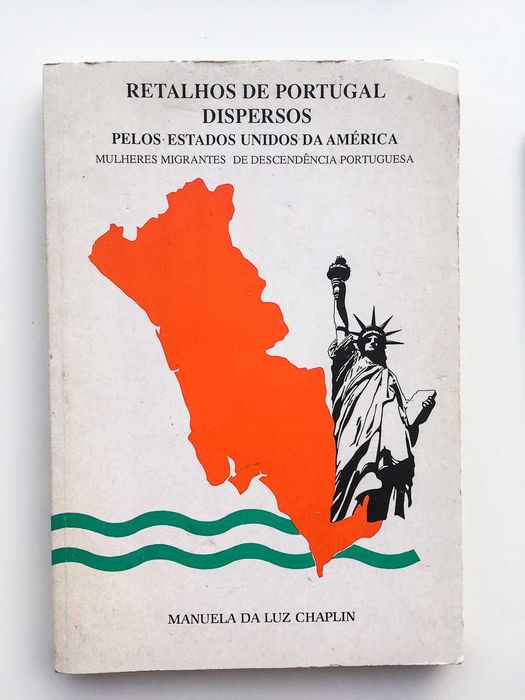 RETALHOS DE PORTUGAL
DISPERSOS
PELOS ESTADOS UNIDOS DA AMÉRICA
MULHERES MIGRANTES DE DESCENDÊNCIA PORTUGUESA
MANUELA DA LUZ CHAPLIN